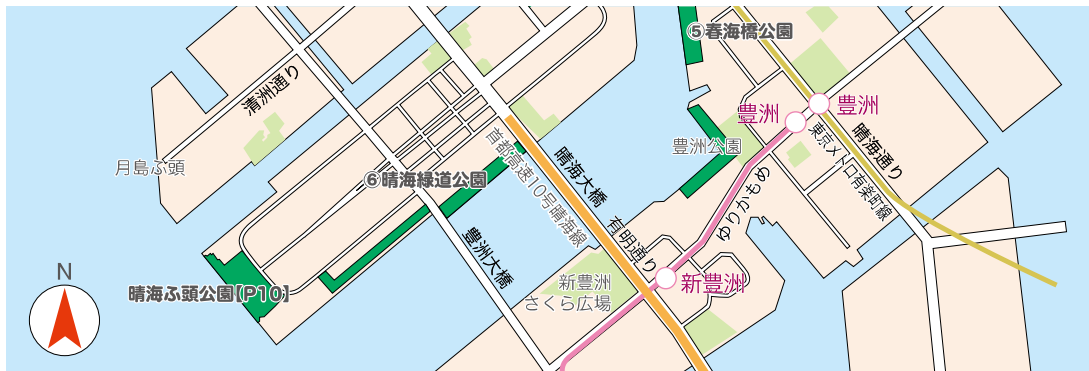 ⑤春海橋公園
清洲通り
豊洲
豊洲
晴海通り
東京メトロ有楽町線
月島ふ頭
⑥晴海緑道公園
首都高速10号晴海線
晴海大橋
豊洲公園
ゆりかもめ
有明通り
豊洲大橋
新豊洲
さくら広場
新豊洲
晴海ふ頭公園【P10】
N